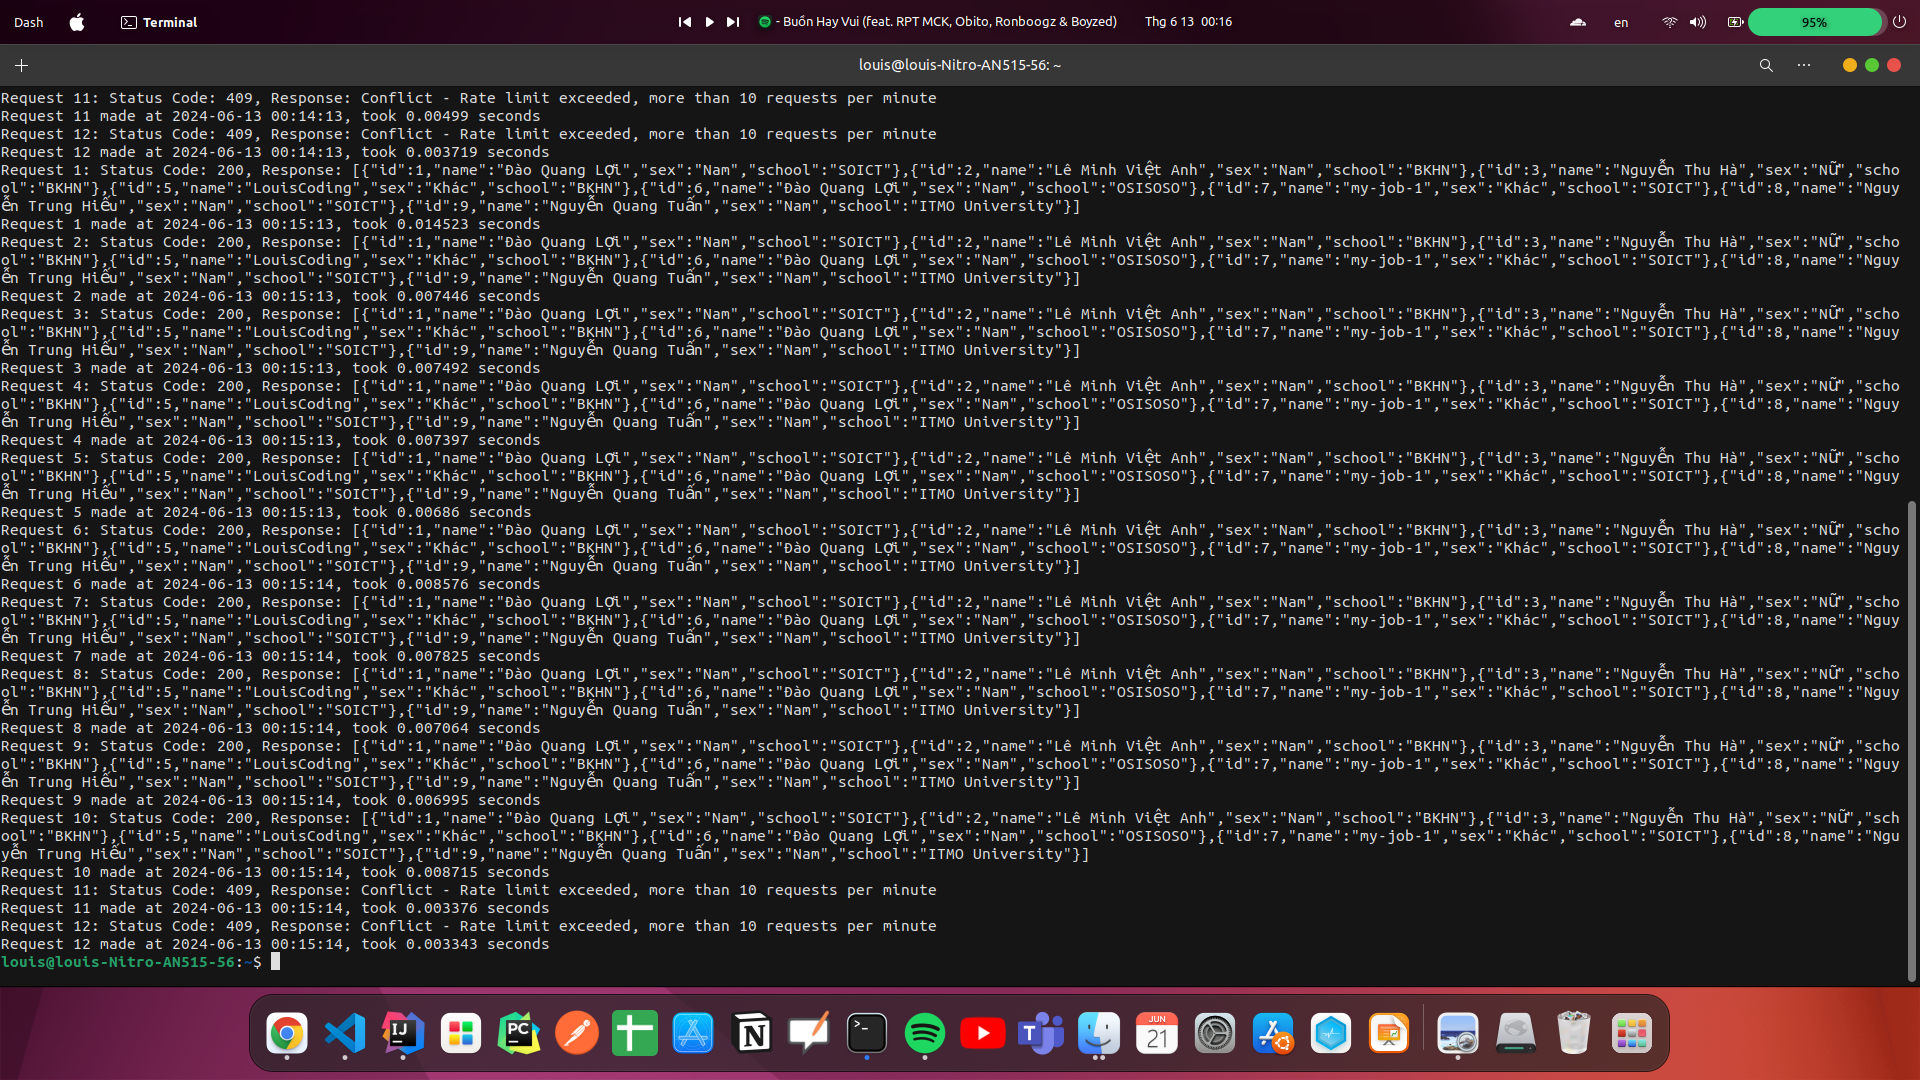 Dash
Terminal
- Buồn Hay Vui (feat. RPT MCK, Obito, Ronboogz & Boyzed)
Thg 6 13 00:16
en
95%
louis@louis-Nitro-AN515-56: ~
Request 11: Status Code: 409, Response: Conflict - Rate limit exceeded, more than 10 requests per minute
Request 11 made at 2024-06-13 00:14:13, took 0.00499 seconds
Request 12: Status Code: 409, Response: Conflict - Rate limit exceeded, more than 10 requests per minute
Request 12 made at 2024-06-13 00:14:13, took 0.003719 seconds
Request 1: Status Code: 200, Response: [{"id":1,"name":"Đào Quang Lợi","sex":"Nam","school":"SOICT"},{"id":2,"name":"Lê Minh Việt Anh","sex":"Nam","school":"BKHN"},{"id":3,"name":"Nguyễn Thu Hà","sex":"Nữ","scho
ol":"BKHN"},{"id":5,"name":"LouisCoding","sex":"Khác","school":"BKHN"},{"id":6,"name":"Đào Quang Lợi","sex":"Nam","school":"OSISOSO"},{"id":7,"name":"my-job-1","sex":"Khác","school":"SOICT"},{"id":8,"name":"Nguy
ễn Trung Hiếu","sex":"Nam","school":"SOICT"},{"id":9,"name":"Nguyễn Quang Tuấn","sex":"Nam","school":"ITMO University"}]
Request 1 made at 2024-06-13 00:15:13, took 0.014523 seconds
Request 2: Status Code: 200, Response: [{"id":1,"name":"Đào Quang Lợi","sex":"Nam","school":"SOICT"},{"id":2,"name":"Lê Minh Việt Anh","sex":"Nam","school":"BKHN"},{"id":3,"name":"Nguyễn Thu Hà","sex":"Nữ","scho
ol":"BKHN"},{"id":5,"name":"LouisCoding","sex":"Khác","school":"BKHN"},{"id":6,"name":"Đào Quang Lợi","sex":"Nam","school":"OSISOSO"},{"id":7,"name":"my-job-1","sex":"Khác","school":"SOICT"},{"id":8,"name":"Nguy
ễn Trung Hiếu","sex":"Nam","school":"SOICT"},{"id":9,"name":"Nguyễn Quang Tuấn","sex":"Nam","school":"ITMO University"}]
Request 2 made at 2024-06-13 00:15:13, took 0.007446 seconds
Request 3: Status Code: 200, Response: [{"id":1,"name":"Đào Quang Lợi","sex":"Nam","school":"SOICT"},{"id":2,"name":"Lê Minh Việt Anh","sex":"Nam","school":"BKHN"},{"id":3,"name":"Nguyễn Thu Hà","sex":"Nữ","scho
ol":"BKHN"},{"id":5,"name":"LouisCoding","sex":"Khác","school":"BKHN"},{"id":6,"name":"Đào Quang Lợi","sex":"Nam","school":"OSISOSO"},{"id":7,"name":"my-job-1","sex":"Khác","school":"SOICT"},{"id":8,"name":"Nguy
ễn Trung Hiếu","sex":"Nam","school":"SOICT"},{"id":9,"name":"Nguyễn Quang Tuấn","sex":"Nam","school":"ITMO University"}]
Request 3 made at 2024-06-13 00:15:13, took 0.007492 seconds
Request 4: Status Code: 200, Response: [{"id":1,"name":"Đào Quang Lợi","sex":"Nam","school":"SOICT"},{"id":2,"name":"Lê Minh Việt Anh","sex":"Nam","school":"BKHN"},{"id":3,"name":"Nguyễn Thu Hà","sex":"Nữ","scho
ol":"BKHN"},{"id":5,"name":"LouisCoding","sex":"Khác","school":"BKHN"},{"id":6,"name":"Đào Quang Lợi","sex":"Nam","school":"OSISOSO"},{"id":7,"name":"my-job-1","sex":"Khác","school":"SOICT"},{"id":8,"name":"Nguy
ễn Trung Hiếu","sex":"Nam","school":"SOICT"},{"id":9,"name":"Nguyễn Quang Tuấn","sex":"Nam","school":"ITMO University"}]
Request 4 made at 2024-06-13 00:15:13, took 0.007397 seconds
Request 5: Status Code: 200, Response: [{"id":1,"name":"Đào Quang Lợi","sex":"Nam","school":"SOICT"},{"id":2,"name":"Lê Minh Việt Anh","sex":"Nam","school":"BKHN"},{"id":3,"name":"Nguyễn Thu Hà","sex":"Nữ","scho
ol":"BKHN"},{"id":5,"name":"LouisCoding","sex":"Khác","school":"BKHN"},{"id":6,"name":"Đào Quang Lợi","sex":"Nam","school":"OSISOSO"},{"id":7,"name":"my-job-1","sex":"Khác","school":"SOICT"},{"id":8,"name":"Nguy
ễn Trung Hiếu","sex":"Nam","school":"SOICT"},{"id":9,"name":"Nguyễn Quang Tuấn","sex":"Nam","school":"ITMO University"}]
Request 5 made at 2024-06-13 00:15:13, took 0.00686 seconds
Request 6: Status Code: 200, Response: [{"id":1,"name":"Đào Quang Lợi","sex":"Nam","school":"SOICT"},{"id":2,"name":"Lê Minh Việt Anh","sex":"Nam","school":"BKHN"},{"id":3,"name":"Nguyễn Thu Hà","sex":"Nữ","scho
ol":"BKHN"},{"id":5,"name":"LouisCoding","sex":"Khác","school":"BKHN"},{"id":6,"name":"Đào Quang Lợi","sex":"Nam","school":"OSISOSO"},{"id":7,"name":"my-job-1","sex":"Khác","school":"SOICT"},{"id":8,"name":"Nguy
ễn Trung Hiếu","sex":"Nam","school":"SOICT"},{"id":9,"name":"Nguyễn Quang Tuấn","sex":"Nam","school":"ITMO University"}]
Request 6 made at 2024-06-13 00:15:14, took 0.008576 seconds
Request 7: Status Code: 200, Response: [{"id":1,"name":"Đào Quang Lợi","sex":"Nam","school":"SOICT"},{"id":2,"name":"Lê Minh Việt Anh","sex":"Nam","school":"BKHN"},{"id":3,"name":"Nguyễn Thu Hà","sex":"Nữ","scho
ol":"BKHN"},{"id":5,"name":"LouisCoding","sex":"Khác","school":"BKHN"},{"id":6,"name":"Đào Quang Lợi","sex":"Nam","school":"OSISOSO"},{"id":7,"name":"my-job-1","sex":"Khác","school":"SOICT"},{"id":8,"name":"Nguy
ễn Trung Hiếu","sex":"Nam","school":"SOICT"},{"id":9,"name":"Nguyễn Quang Tuấn","sex":"Nam","school":"ITMO University"}]
Request 7 made at 2024-06-13 00:15:14, took 0.007825 seconds
Request 8: Status Code: 200, Response: [{"id":1,"name":"Đào Quang Lợi","sex":"Nam","school":"SOICT"},{"id":2,"name":"Lê Minh Việt Anh","sex":"Nam","school":"BKHN"},{"id":3,"name":"Nguyễn Thu Hà","sex":"Nữ","scho
ol":"BKHN"},{"id":5,"name":"LouisCoding","sex":"Khác","school":"BKHN"},{"id":6,"name":"Đào Quang Lợi","sex":"Nam","school":"OSISOSO"},{"id":7,"name":"my-job-1","sex":"Khác","school":"SOICT"},{"id":8,"name":"Nguy
ễn Trung Hiếu","sex":"Nam","school":"SOICT"},{"id":9,"name":"Nguyễn Quang Tuấn","sex":"Nam","school":"ITMO University"}]
Request 8 made at 2024-06-13 00:15:14, took 0.007064 seconds
Request 9: Status Code: 200, Response: [{"id":1,"name":"Đào Quang Lợi","sex":"Nam","school":"SOICT"},{"id":2,"name":"Lê Minh Việt Anh","sex":"Nam","school":"BKHN"},{"id":3,"name":"Nguyễn Thu Hà","sex":"Nữ","scho
ol":"BKHN"},{"id":5,"name":"LouisCoding","sex":"Khác","school":"BKHN"},{"id":6,"name":"Đào Quang Lợi","sex":"Nam","school":"OSISOSO"},{"id":7,"name":"my-job-1","sex":"Khác","school":"SOICT"},{"id":8,"name":"Nguy
ễn Trung Hiếu","sex":"Nam","school":"SOICT"},{"id":9,"name":"Nguyễn Quang Tuấn","sex":"Nam","school":"ITMO University"}]
Request 9 made at 2024-06-13 00:15:14, took 0.006995 seconds
Request 10: Status Code: 200, Response: [{"id":1,"name":"Đào Quang Lợi","sex":"Nam","school":"SOICT"},{"id":2,"name":"Lê Minh Việt Anh","sex":"Nam","school":"BKHN"},{"id":3,"name":"Nguyễn Thu Hà","sex":"Nữ","sch
ool":"BKHN"},{"id":5,"name":"LouisCoding","sex":"Khác","school":"BKHN"},{"id":6,"name":"Đào Quang Lợi","sex":"Nam","school":"OSISOSO"},{"id":7,"name":"my-job-1","sex":"Khác","school":"SOICT"},{"id":8,"name":"Ngu
yễn Trung Hiếu","sex":"Nam","school":"SOICT"},{"id":9,"name":"Nguyễn Quang Tuấn","sex":"Nam","school":"ITMO University"}]
Request 10 made at 2024-06-13 00:15:14, took 0.008715 seconds
Request 11: Status Code: 409, Response: Conflict - Rate limit exceeded, more than 10 requests per minute
Request 11 made at 2024-06-13 00:15:14, took 0.003376 seconds
Request 12: Status Code: 409, Response: Conflict - Rate limit exceeded, more than 10 requests per minute
Request 12 made at 2024-06-13 00:15:14, took 0.003343 seconds
louis@louis-Nitro-AN515-56:~$
IJ
PC
N
>_
T
JUN
21